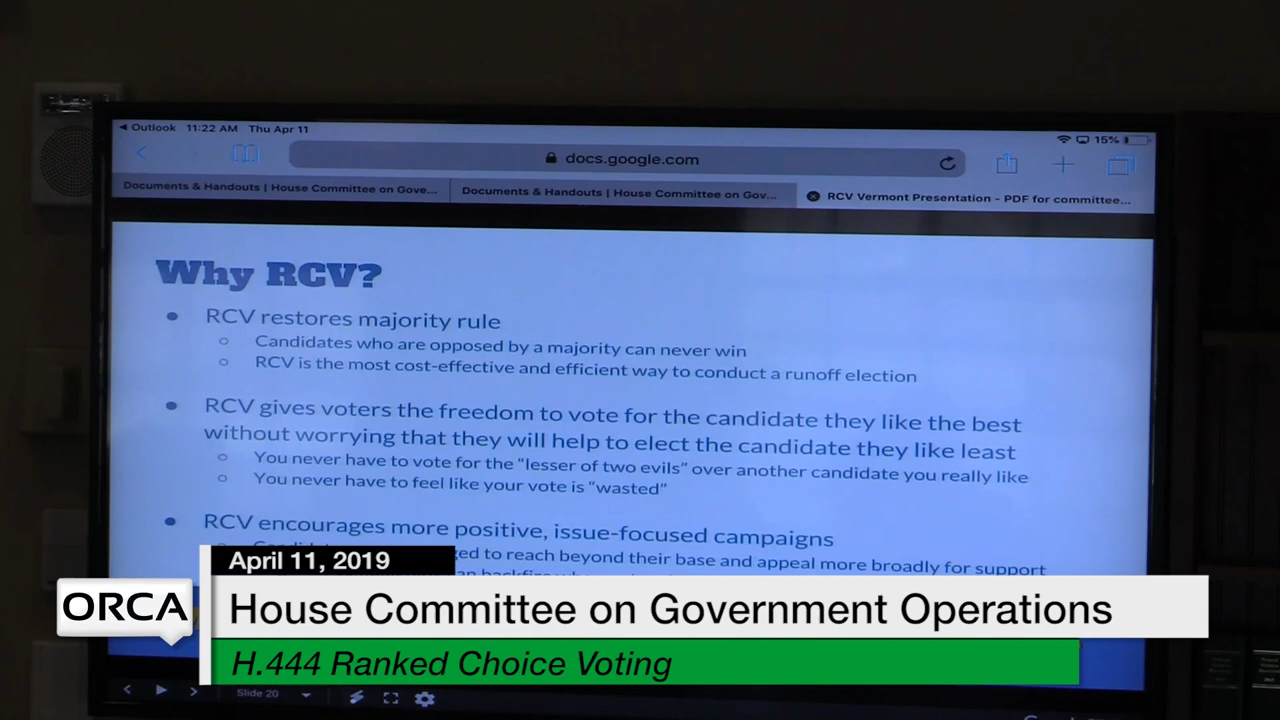 Outlook 11:22 AM Thu Apr 11
15%
docs.google.com
Documents & Handouts | House Committee on Gove...
Documents & Handouts | House Committee on Gov...
RCV Vermont Presentation - PDF for committee...
Why RCV?
RCV restores majority rule
Candidates who are opposed by a majority can never win
RCV is the most cost-effective and efficient way to conduct a runoff election
RCV gives voters the freedom to vote for the candidate they like the best
without worrying that they will help to elect the candidate they like least
You never have to vote for the "lesser of two evils" over another candidate you really like
You never have to feel like your vote is "wasted"
RCV encourages more positive, issue-focused campaigns
to reach beyond their base and appeal more broadly for support
April 11, 2019
ORCA
House Committee on Government Operations
H.444 Ranked Choice Voting
Slide 20